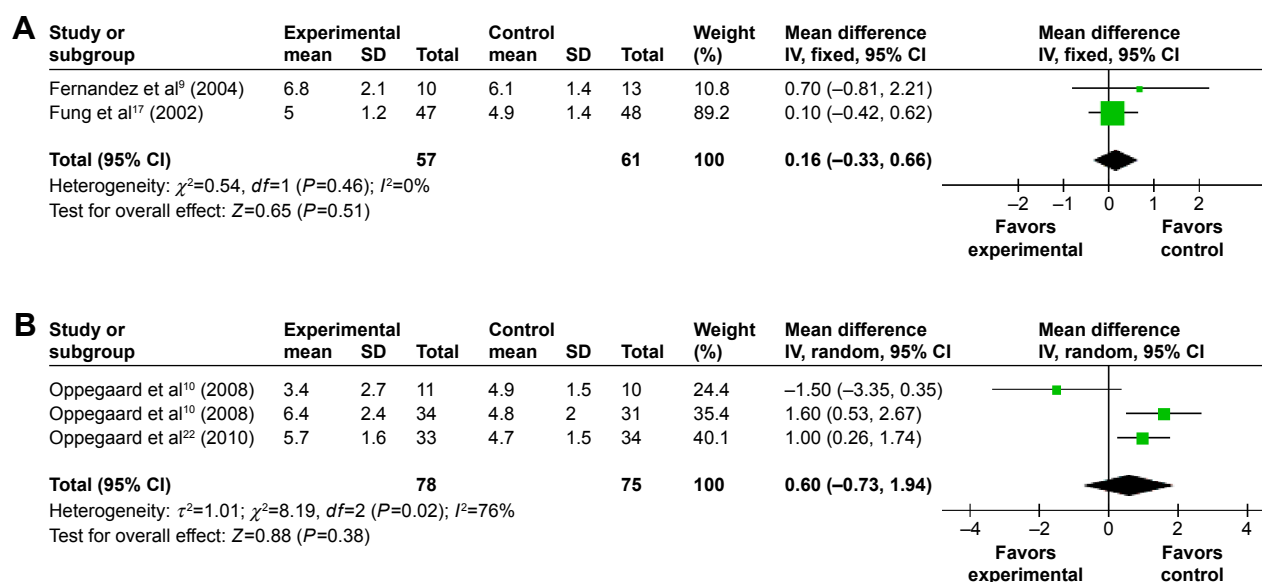 A
Study or Experimental Control Weight Mean difference Mean difference
subgroup mean SD Total mean SD Total (%) IV, fixed, 95% CI IV, fixed, 95% CI
Fernandez et al⁹ (2004) 6.8 2.1 10 6.1 1.4 13 10.8 0.70 (–0.81, 2.21)
Fung et al¹⁷ (2002) 5 1.2 47 4.9 1.4 48 89.2 0.10 (–0.42, 0.62)
Total (95% CI) 57 61 100 0.16 (–0.33, 0.66)
Heterogeneity: χ²=0.54, df=1 (P=0.46); I²=0%
Test for overall effect: Z=0.65 (P=0.51)
–2 –1 0 1 2
Favors Favors
experimental control
B
Study or Experimental Control Weight Mean difference Mean difference
subgroup mean SD Total mean SD Total (%) IV, random, 95% CI IV, random, 95% CI
Oppegaard et al¹⁰ (2008) 3.4 2.7 11 4.9 1.5 10 24.4 –1.50 (–3.35, 0.35)
Oppegaard et al¹⁰ (2008) 6.4 2.4 34 4.8 2 31 35.4 1.60 (0.53, 2.67)
Oppegaard et al²² (2010) 5.7 1.6 33 4.7 1.5 34 40.1 1.00 (0.26, 1.74)
Total (95% CI) 78 75 100 0.60 (–0.73, 1.94)
Heterogeneity: τ²=1.01; χ²=8.19, df=2 (P=0.02); I²=76%
Test for overall effect: Z=0.88 (P=0.38)
–4 –2 0 2 4
Favors Favors
experimental control